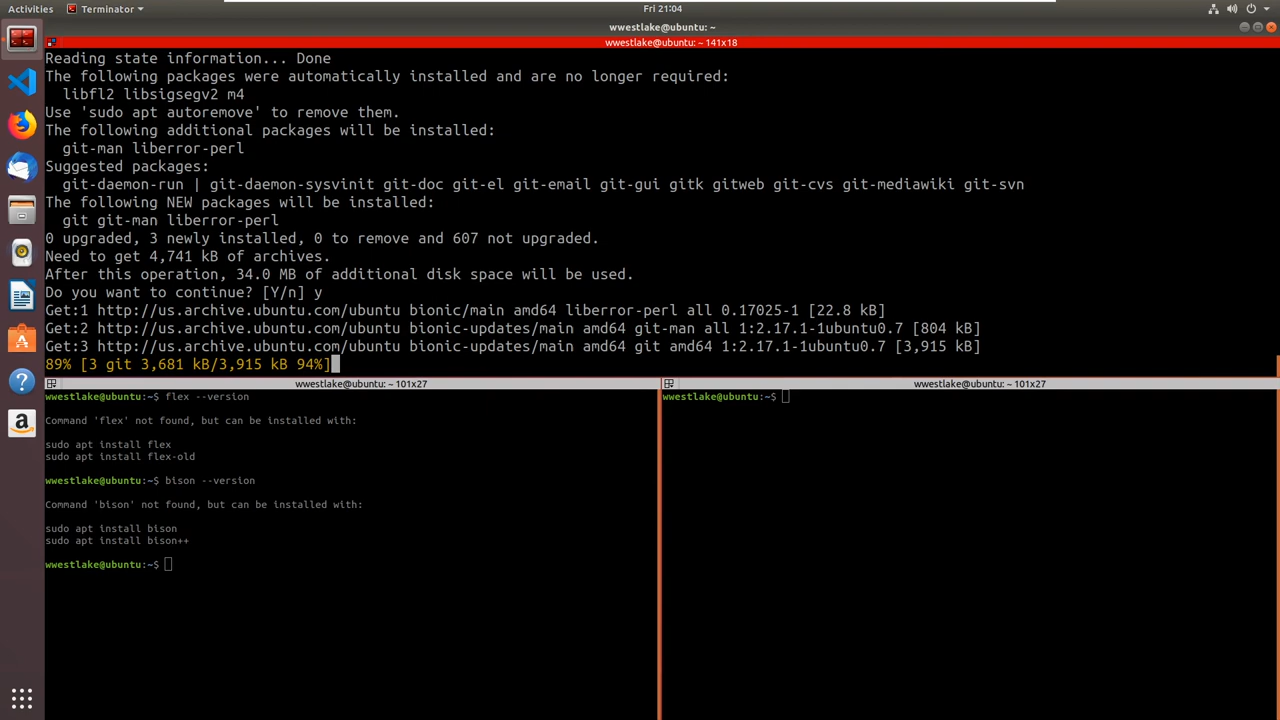 Activities
Terminator
Fri 21:04
wwestlake@ubuntu: ~
wwestlake@ubuntu: ~ 141x18
Reading state information... Done
The following packages were automatically installed and are no longer required:
libfl2 libsigsegv2 m4
Use 'sudo apt autoremove' to remove them.
The following additional packages will be installed:
git-man liberror-perl
Suggested packages:
git-daemon-run | git-daemon-sysvinit git-doc git-el git-email git-gui gitk gitweb git-cvs git-mediawiki git-svn
The following NEW packages will be installed:
git git-man liberror-perl
0 upgraded, 3 newly installed, 0 to remove and 607 not upgraded.
Need to get 4,741 kB of archives.
After this operation, 34.0 MB of additional disk space will be used.
Do you want to continue? [Y/n] y
Get:1 http://us.archive.ubuntu.com/ubuntu bionic/main amd64 liberror-perl all 0.17025-1 [22.8 kB]
Get:2 http://us.archive.ubuntu.com/ubuntu bionic-updates/main amd64 git-man all 1:2.17.1-1ubuntu0.7 [804 kB]
Get:3 http://us.archive.ubuntu.com/ubuntu bionic-updates/main amd64 git amd64 1:2.17.1-1ubuntu0.7 [3,915 kB]
89% [3 git 3,681 kB/3,915 kB 94%]
wwestlake@ubuntu: ~ 101x27
wwestlake@ubuntu:~$ flex --version
Command 'flex' not found, but can be installed with:
sudo apt install flex
sudo apt install flex-old
wwestlake@ubuntu:~$ bison --version
Command 'bison' not found, but can be installed with:
sudo apt install bison
sudo apt install bison++
wwestlake@ubuntu:~$
wwestlake@ubuntu: ~ 101x27
wwestlake@ubuntu:~$